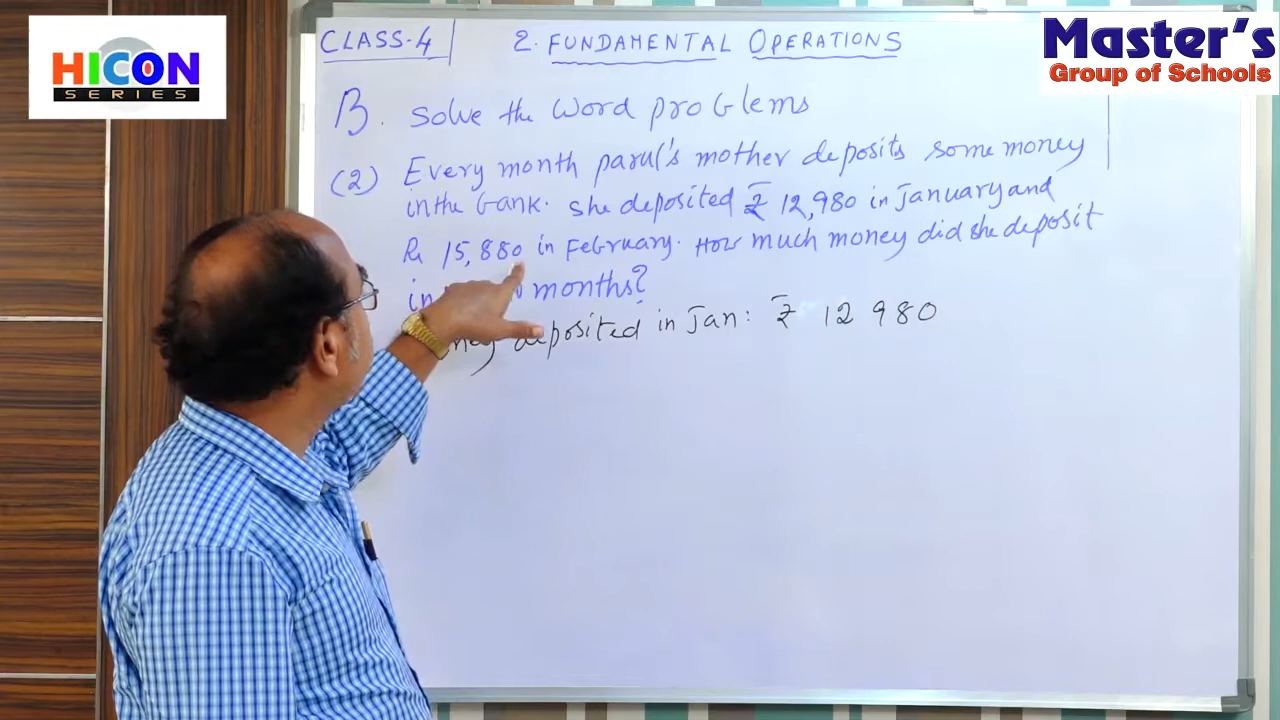 HICON
SERIES
Master's
Group of Schools
CLASS-4
2. FUNDAMENTAL OPERATIONS
B. Solve the word problems
(2) Every month parul's mother deposits some money
in the bank. She deposited ₹ 12,980 in January and
Rs 15,880 in February. How much money did she deposit
in months?
deposited in Jan: ₹ 12 980